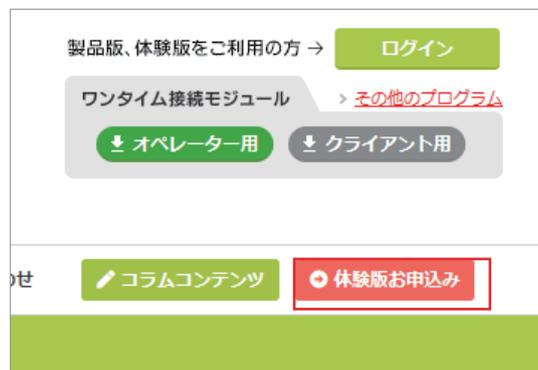 製品版、体験版をご利用の方 → ログイン
ワンタイム接続モジュール > その他のプログラム
オペレーター用 クライアント用
せ コラムコンテンツ 体験版お申込み